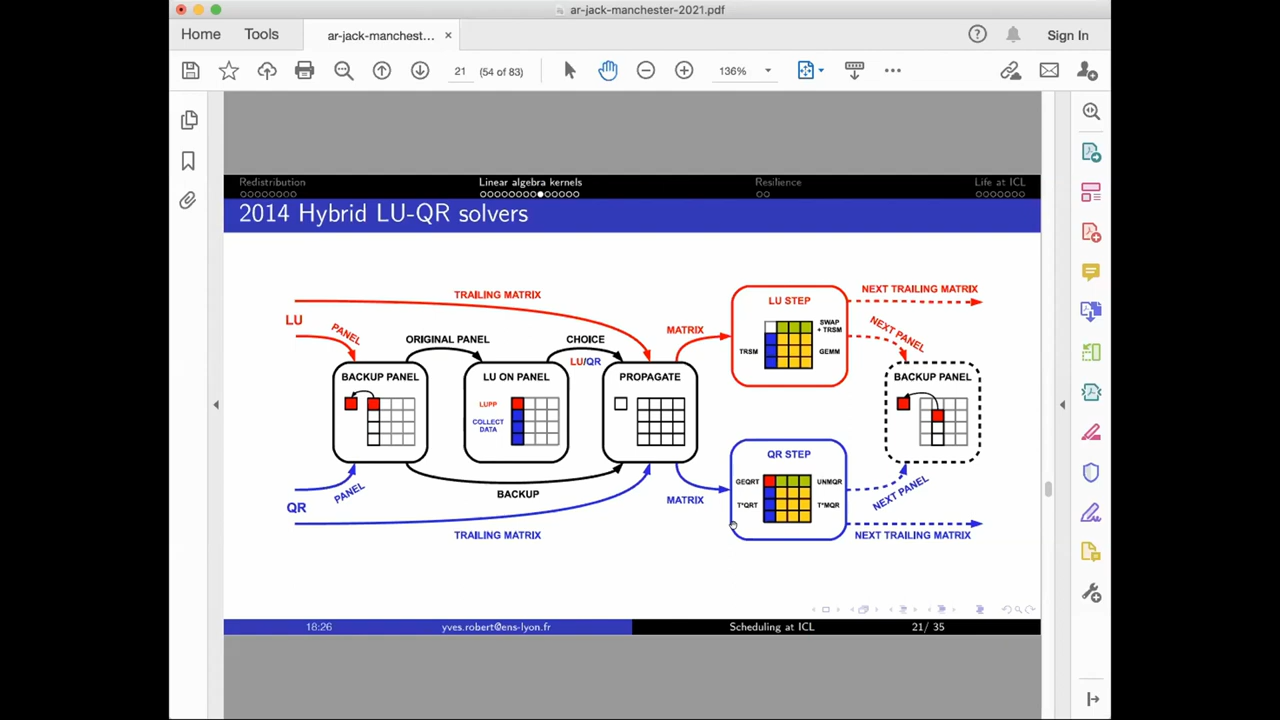 ar-jack-manchester-2021.pdf
Home Tools ar-jack-manchest... × Sign In
21 (54 of 83) 136%
Redistribution Linear algebra kernels Resilience Life at ICL
2014 Hybrid LU-QR solvers
TRAILING MATRIX
LU
PANEL
ORIGINAL PANEL
CHOICE
LU/QR
MATRIX
LU STEP
SWAP
+ TRSM
TRSM
GEMM
NEXT TRAILING MATRIX
NEXT PANEL
BACKUP PANEL
LU ON PANEL
LUPP
COLLECT
DATA
PROPAGATE
BACKUP PANEL
QR
PANEL
BACKUP
TRAILING MATRIX
MATRIX
QR STEP
GEQRT
UNMQR
T*QRT
T*MQR
NEXT PANEL
NEXT TRAILING MATRIX
18:26 yves.robert@ens-lyon.fr Scheduling at ICL 21/ 35